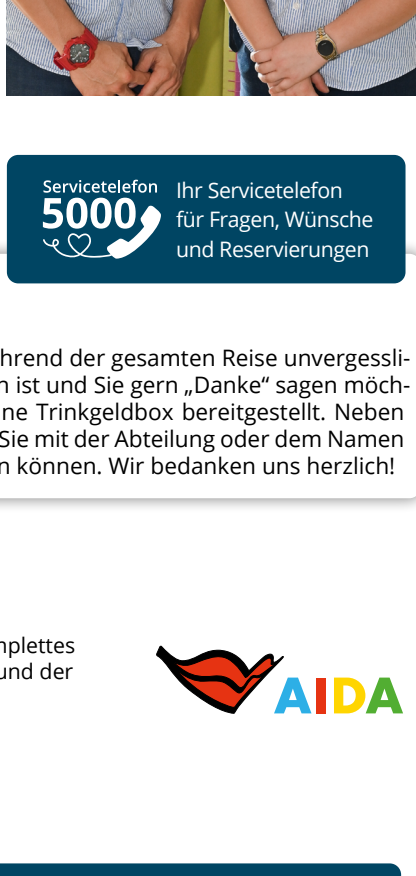 Servicetelefon
5000
Ihr Servicetelefon
für Fragen, Wünsche
und Reservierungen
hrend der gesamten Reise unvergessli-
n ist und Sie gern „Danke“ sagen möch-
ne Trinkgeldbox bereitgestellt. Neben
Sie mit der Abteilung oder dem Namen
n können. Wir bedanken uns herzlich!
mplettes
und der
AIDA